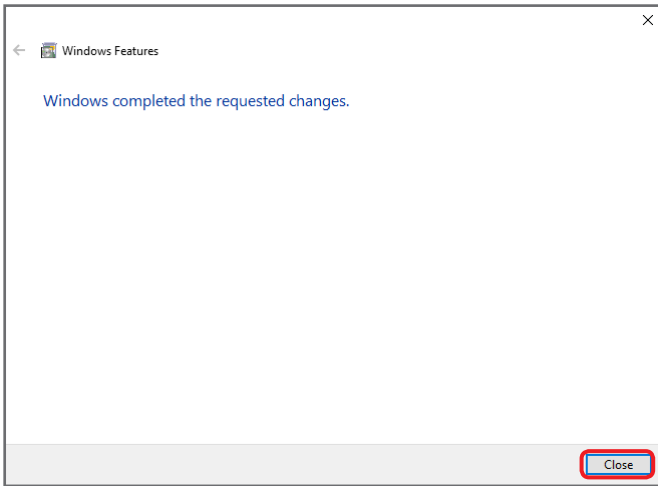 Windows Features
Windows completed the requested changes.
Close